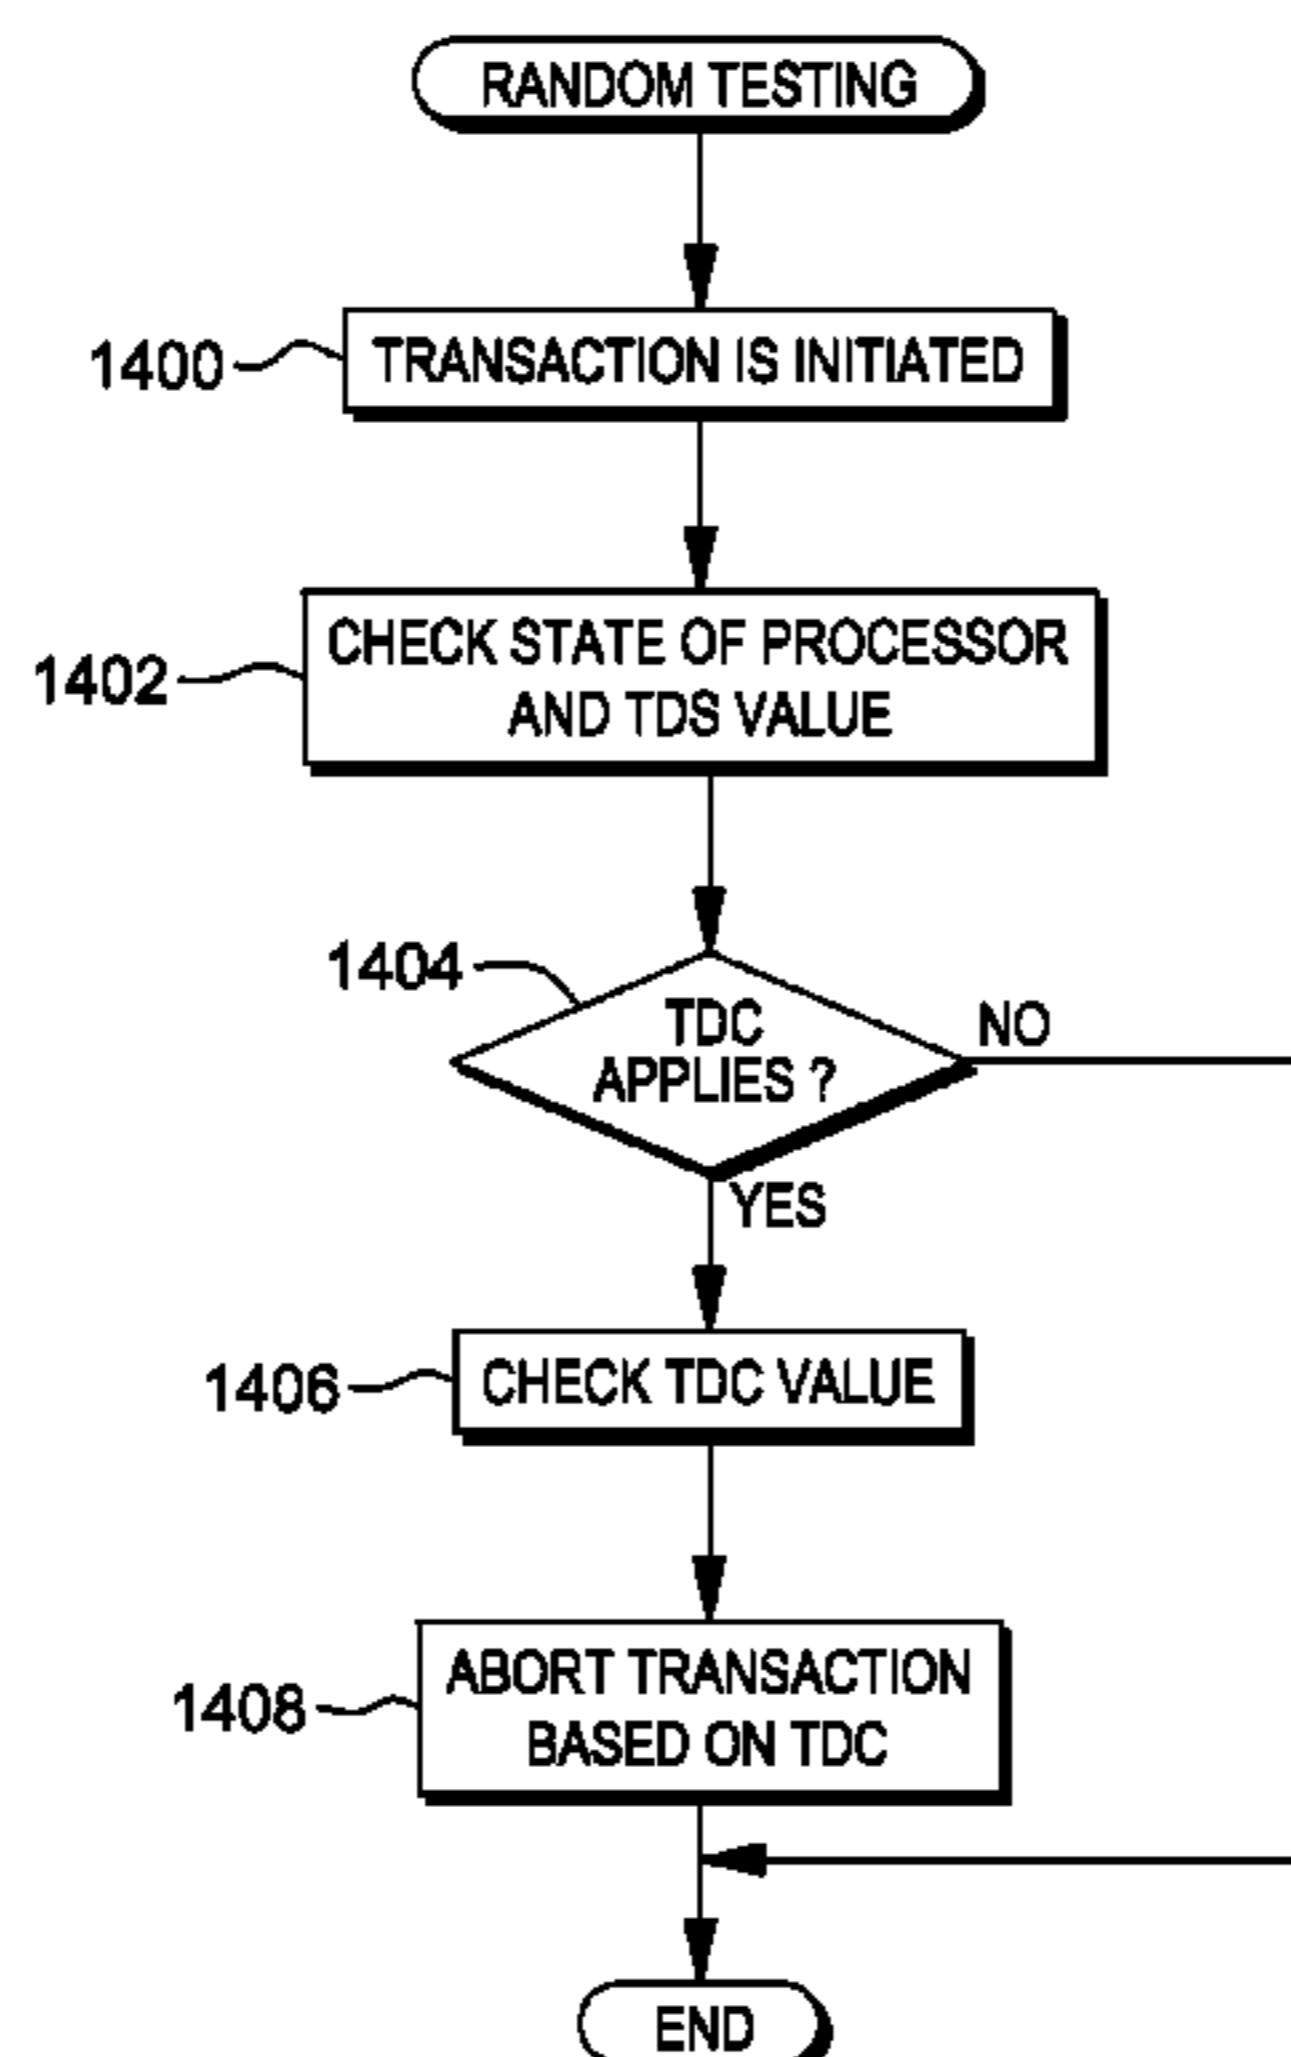 RANDOM TESTING
1400
TRANSACTION IS INITIATED
1402
CHECK STATE OF PROCESSOR
AND TDS VALUE
1404
TDC
APPLIES ?
NO
YES
1406
CHECK TDC VALUE
1408
ABORT TRANSACTION
BASED ON TDC
END